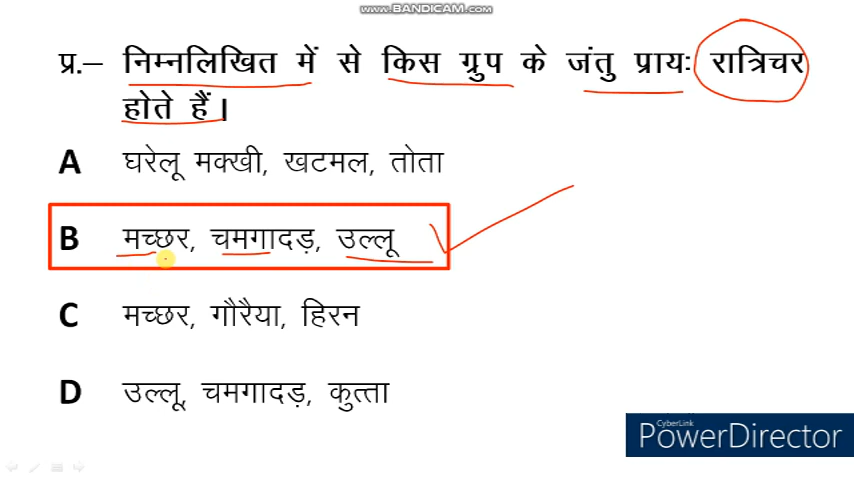 www.BANDICAM.com
प्र.– निम्नलिखित में से किस ग्रुप के जंतु प्रायः रात्रिचर
होते हैं।
A घरेलू मक्खी, खटमल, तोता
B मच्छर, चमगादड़, उल्लू
C मच्छर, गौरैया, हिरन
D उल्लू, चमगादड़, कुत्ता
CyberLink
PowerDirector